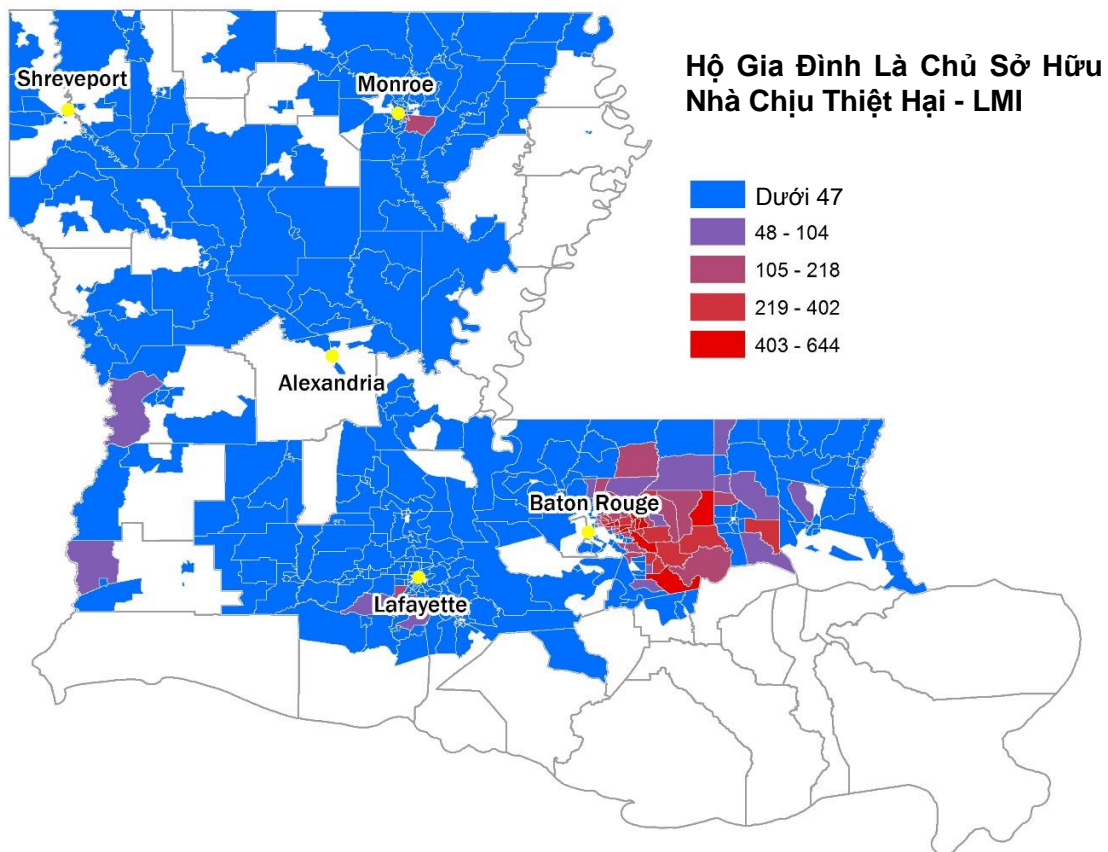 Hộ Gia Đình Là Chủ Sở Hữu
Nhà Chịu Thiệt Hại - LMI
Shreveport
Monroe
Dưới 47
48 - 104
105 - 218
219 - 402
403 - 644
Alexandria
Baton Rouge
Lafayette